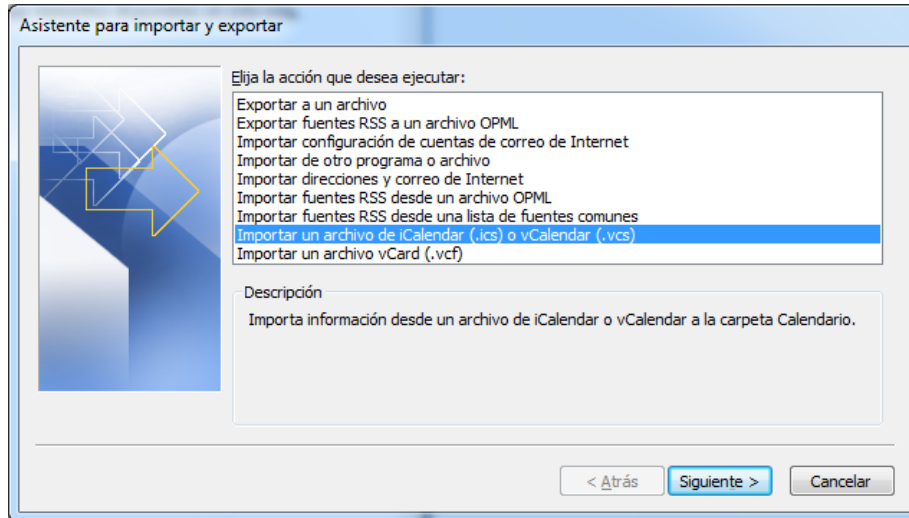 Asistente para importar y exportar
Elija la acción que desea ejecutar:
Exportar a un archivo
Exportar fuentes RSS a un archivo OPML
Importar configuración de cuentas de correo de Internet
Importar de otro programa o archivo
Importar direcciones y correo de Internet
Importar fuentes RSS desde un archivo OPML
Importar fuentes RSS desde una lista de fuentes comunes
Importar un archivo de iCalendar (.ics) o vCalendar (.vcs)
Importar un archivo vCard (.vcf)
Descripción
Importa información desde un archivo de iCalendar o vCalendar a la carpeta Calendario.
< Atrás Siguiente > Cancelar